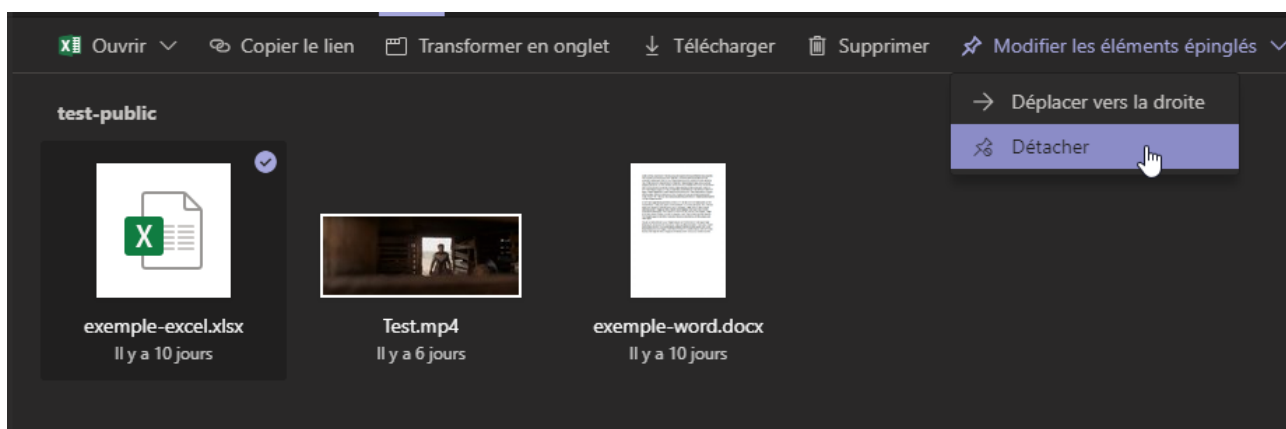 Ouvrir
Copier le lien
Transformer en onglet
Télécharger
Supprimer
Modifier les éléments épinglés
Déplacer vers la droite
Détacher
test-public
exemple-excel.xlsx
Il y a 10 jours
Test.mp4
Il y a 6 jours
exemple-word.docx
Il y a 10 jours